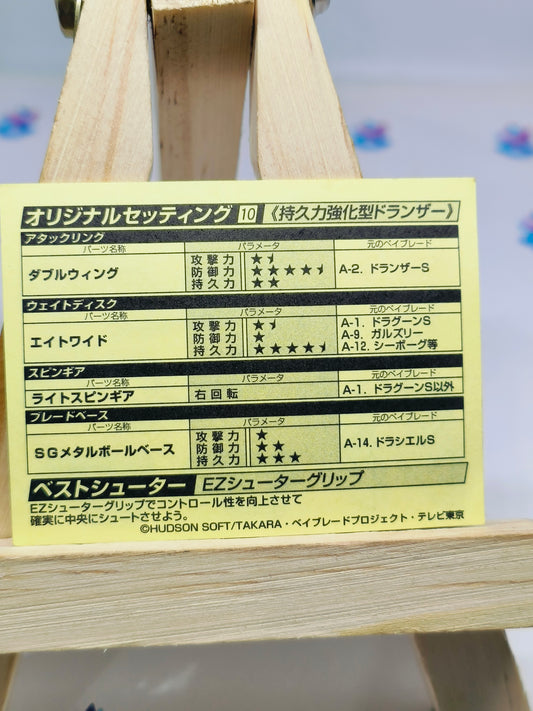 オリジナルセッティング 10 《持久力強化型ドランザー》
アタックリング
パーツ名称 パラメータ 元のベイブレード
ダブルウィング
攻撃力 ★⯨
防御力 ★★★★⯨
持久力 ★★
A-2. ドランザーS
ウェイトディスク
パーツ名称 パラメータ 元のベイブレード
エイトワイド
攻撃力 ★⯨
防御力 ★
持久力 ★★★★⯨
A-1. ドラグーンS
A-9. ガルズリー
A-12. シーボーグ等
スピンギア
パーツ名称 パラメータ 元のベイブレード
ライトスピンギア 右回転 A-1. ドラグーンS以外
ブレードベース
パーツ名称 パラメータ 元のベイブレード
SGメタルボールベース
攻撃力 ★
防御力 ★★
持久力 ★★★
A-14. ドラシエルS
ベストシューター EZシューターグリップ
EZシューターグリップでコントロール性を向上させて
確実に中央にシュートさせよう。
©HUDSON SOFT/TAKARA・ベイブレードプロジェクト・テレビ東京